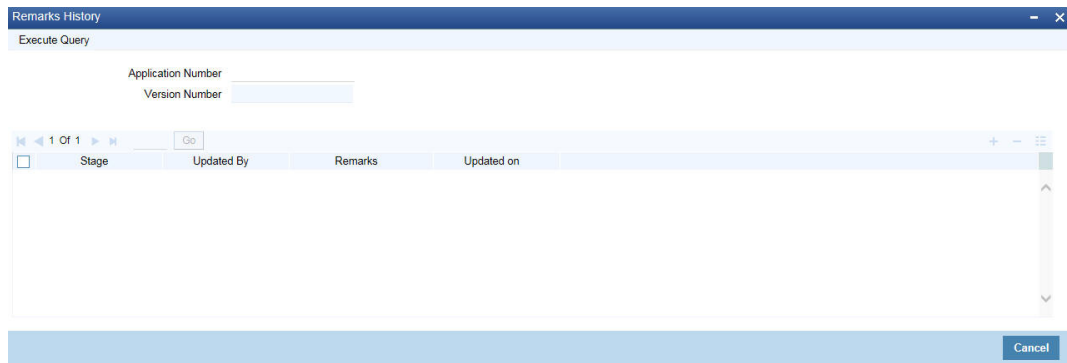 Remarks History
Execute Query
Application Number
Version Number
1 Of 1 Go
Stage Updated By Remarks Updated on
Cancel